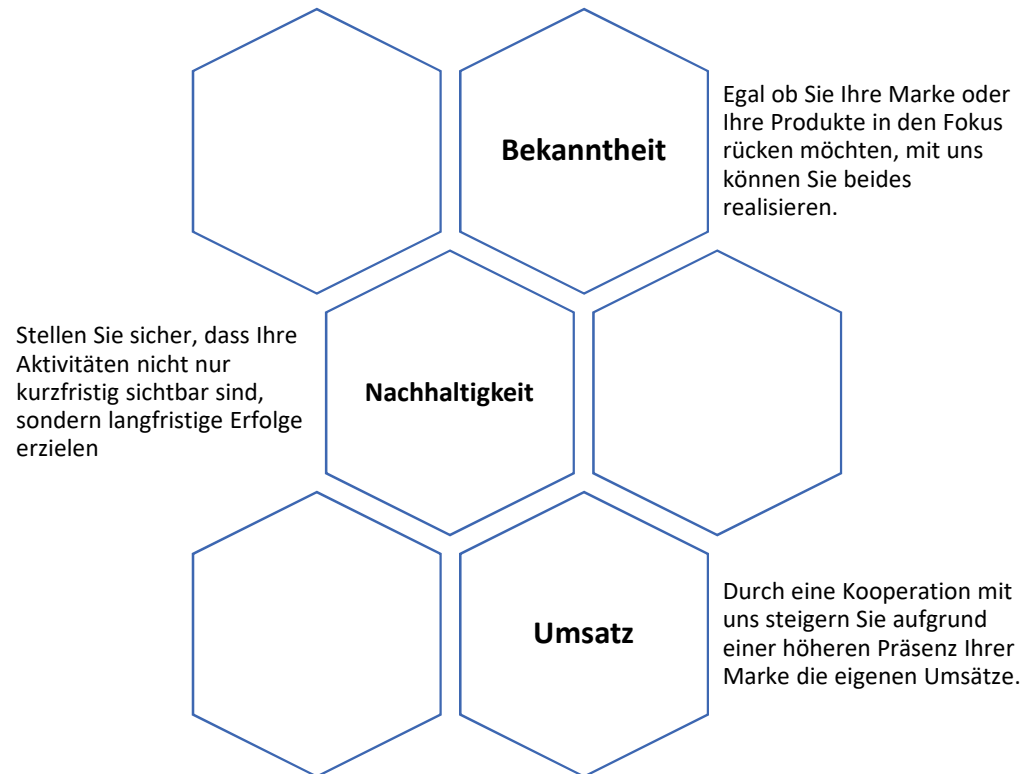 Bekanntheit
Egal ob Sie Ihre Marke oder
Ihre Produkte in den Fokus
rücken möchten, mit uns
können Sie beides
realisieren.
Stellen Sie sicher, dass Ihre
Aktivitäten nicht nur
kurzfristig sichtbar sind,
sondern langfristige Erfolge
erzielen
Nachhaltigkeit
Umsatz
Durch eine Kooperation mit
uns steigern Sie aufgrund
einer höheren Präsenz Ihrer
Marke die eigenen Umsätze.